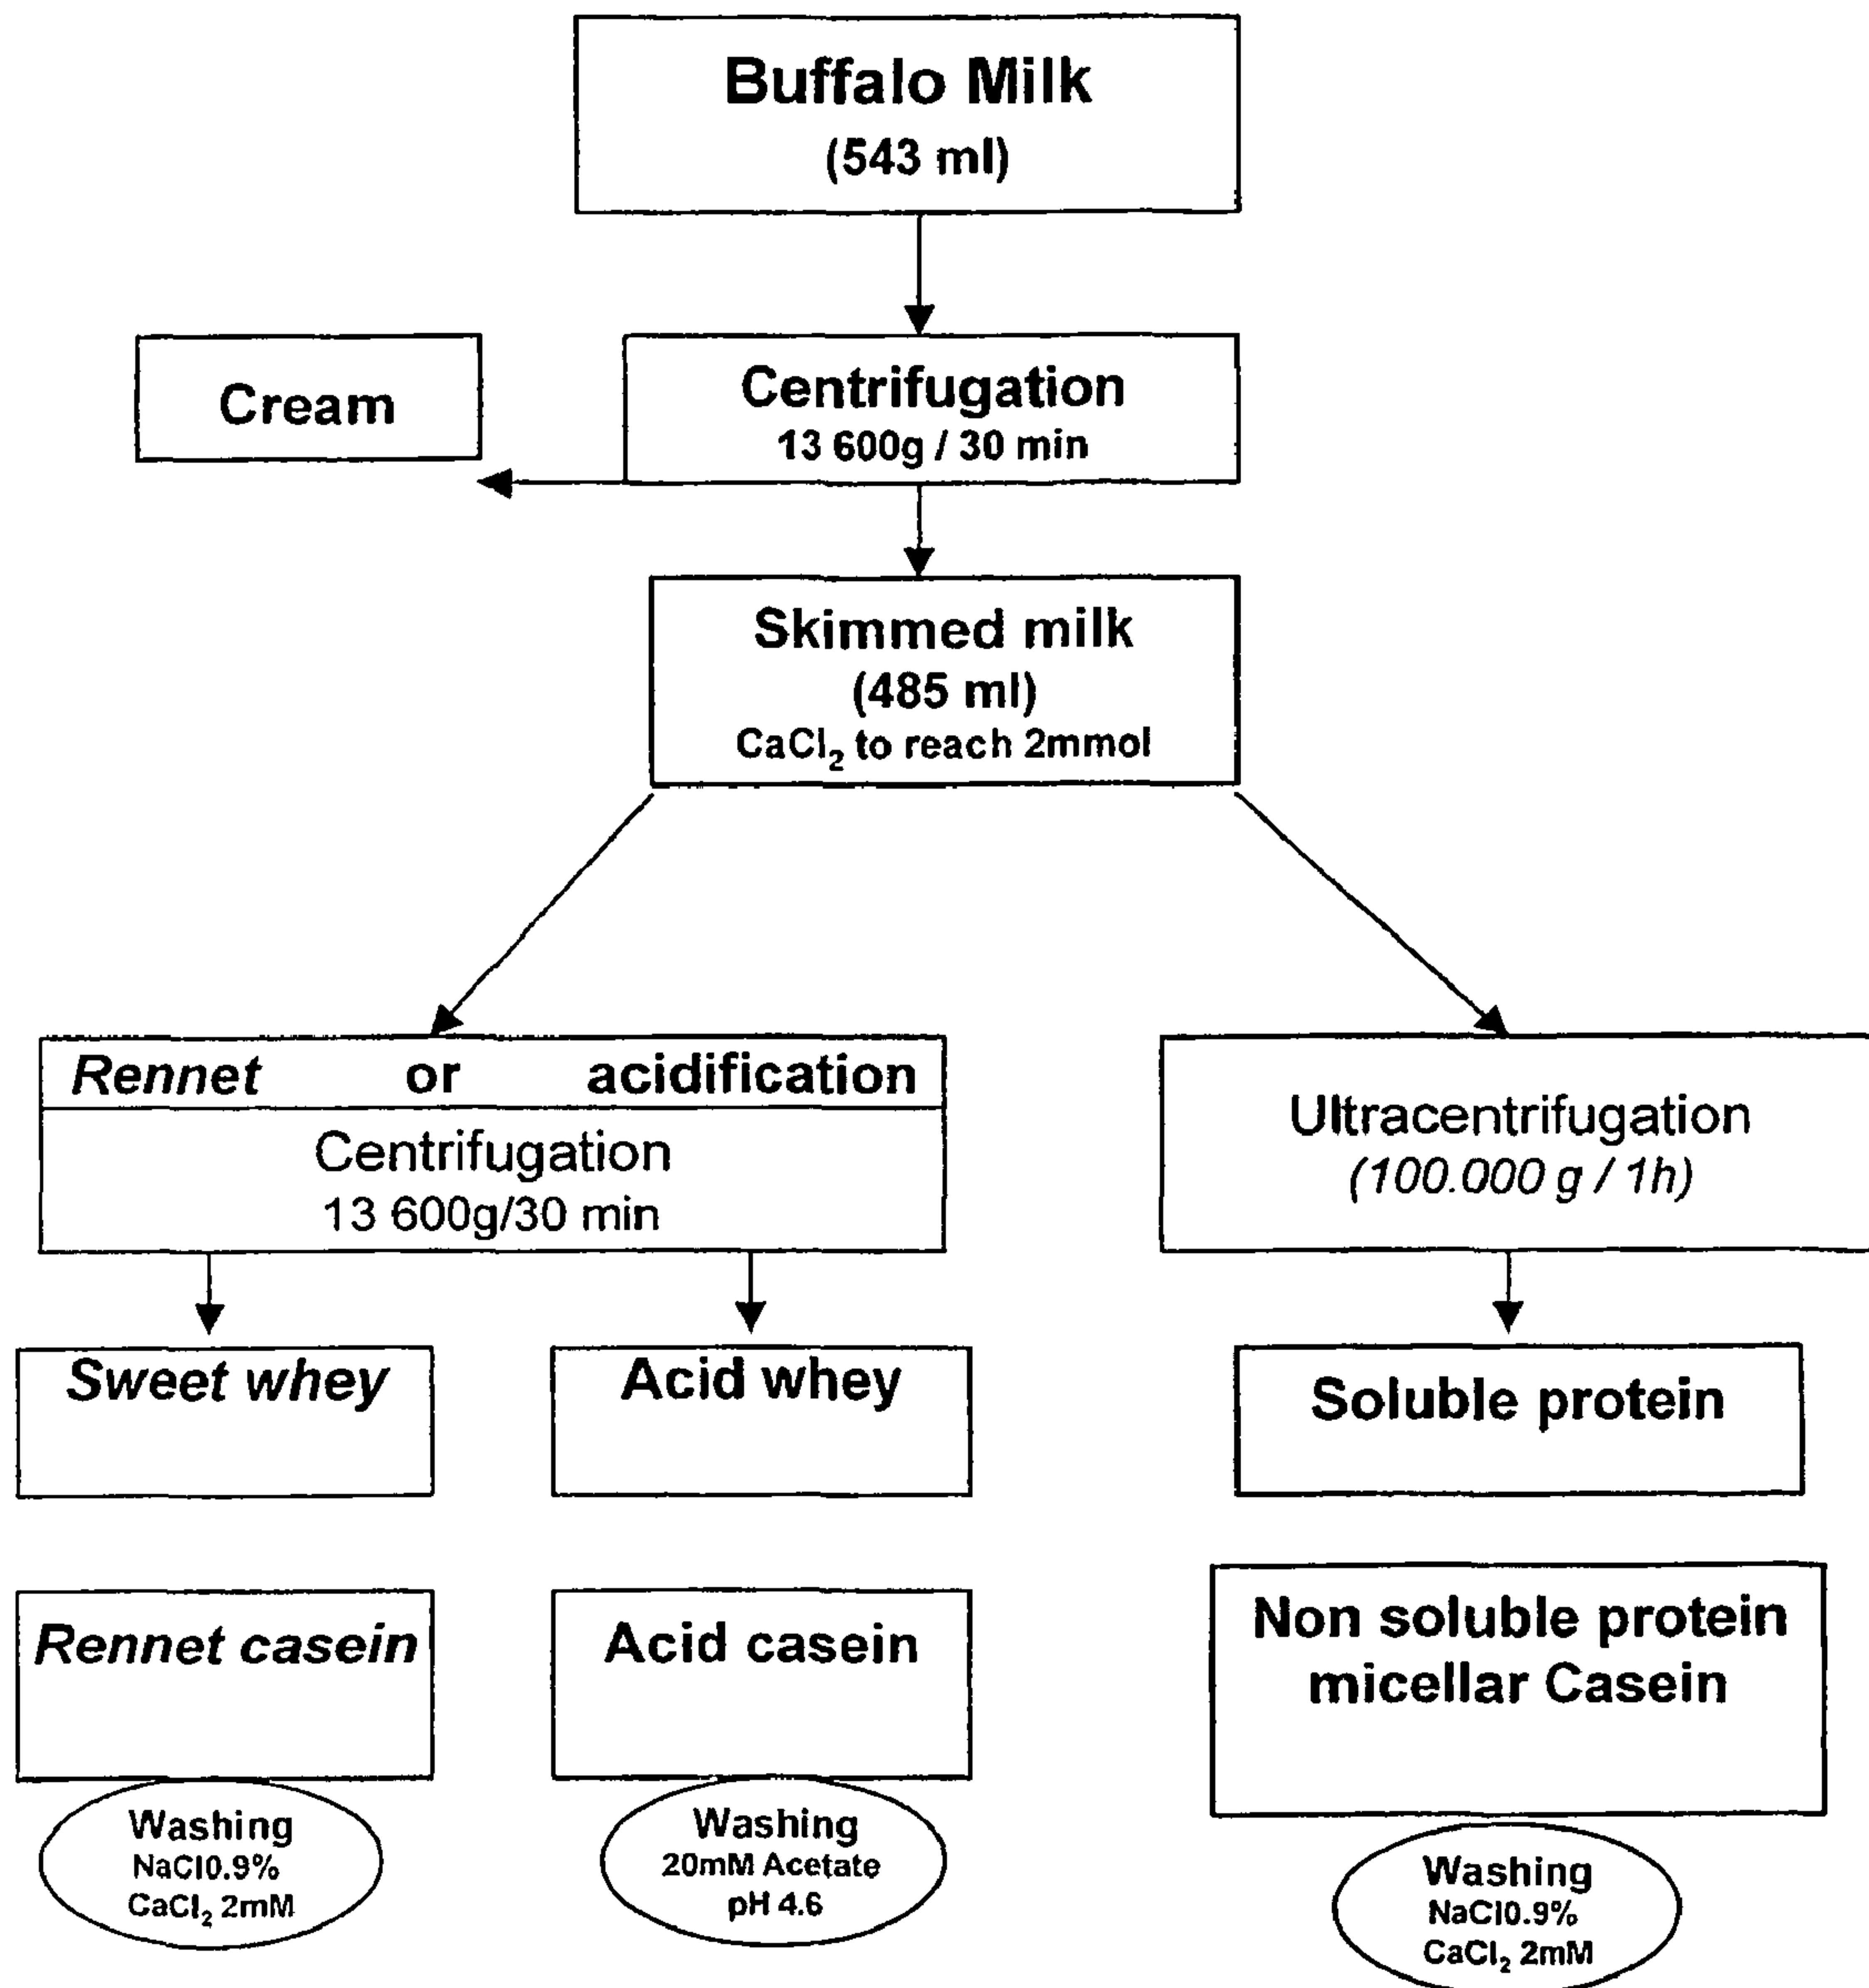 Buffalo Milk
(543 ml)
Cream
Centrifugation
13 600g / 30 min
Skimmed milk
(485 ml)
CaCl₂ to reach 2mmol
Rennet or acidification
Centrifugation
13 600g/30 min
Ultracentrifugation
(100.000 g / 1h)
Sweet whey
Acid whey
Soluble protein
Rennet casein
Acid casein
Non soluble protein
micellar Casein
Washing
NaCl0.9%
CaCl₂ 2mM
Washing
20mM Acetate
pH 4.6
Washing
NaCl0.9%
CaCl₂ 2mM